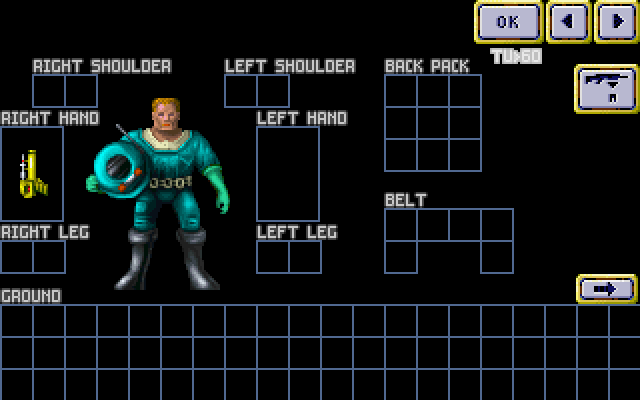 OK
TU>60
RIGHT SHOULDER
LEFT SHOULDER
BACK PACK
RIGHT HAND
LEFT HAND
BELT
RIGHT LEG
LEFT LEG
GROUND